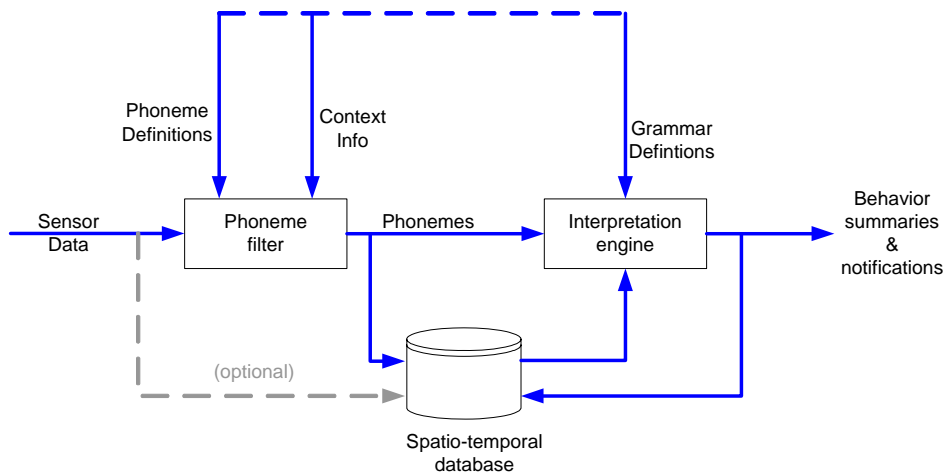 Phoneme
Definitions
Context
Info
Grammar
Defintions
Sensor
Data
Phoneme
filter
Phonemes
Interpretation
engine
Behavior
summaries
&
notifications
(optional)
Spatio-temporal
database